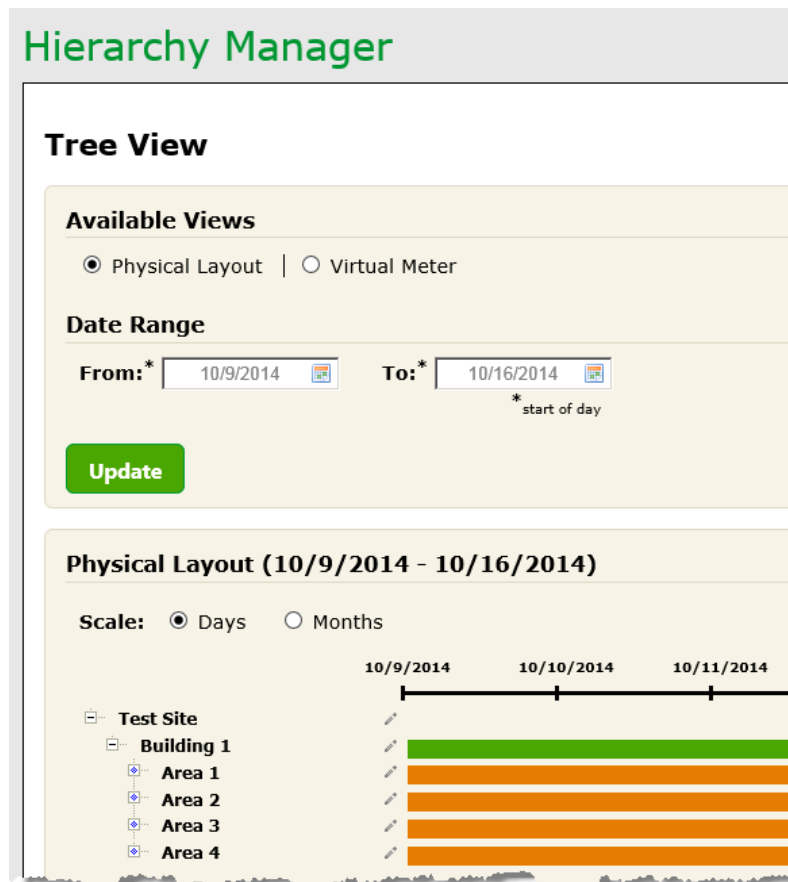 Hierarchy Manager
Tree View
Available Views
Physical Layout | Virtual Meter
Date Range
From:* 10/9/2014 To:* 10/16/2014
*start of day
Update
Physical Layout (10/9/2014 - 10/16/2014)
Scale: Days Months
10/9/2014 10/10/2014 10/11/2014
Test Site
Building 1
Area 1
Area 2
Area 3
Area 4